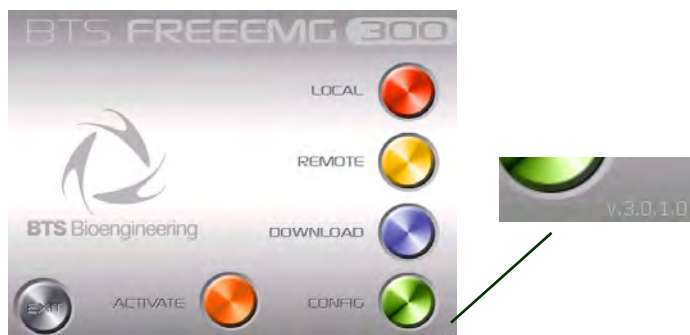 BTS FREEEMG 300
LOCAL
REMOTE
BTS Bioengineering
DOWNLOAD
EXIT
ACTIVATE
CONFIG
v.3.0.1.0